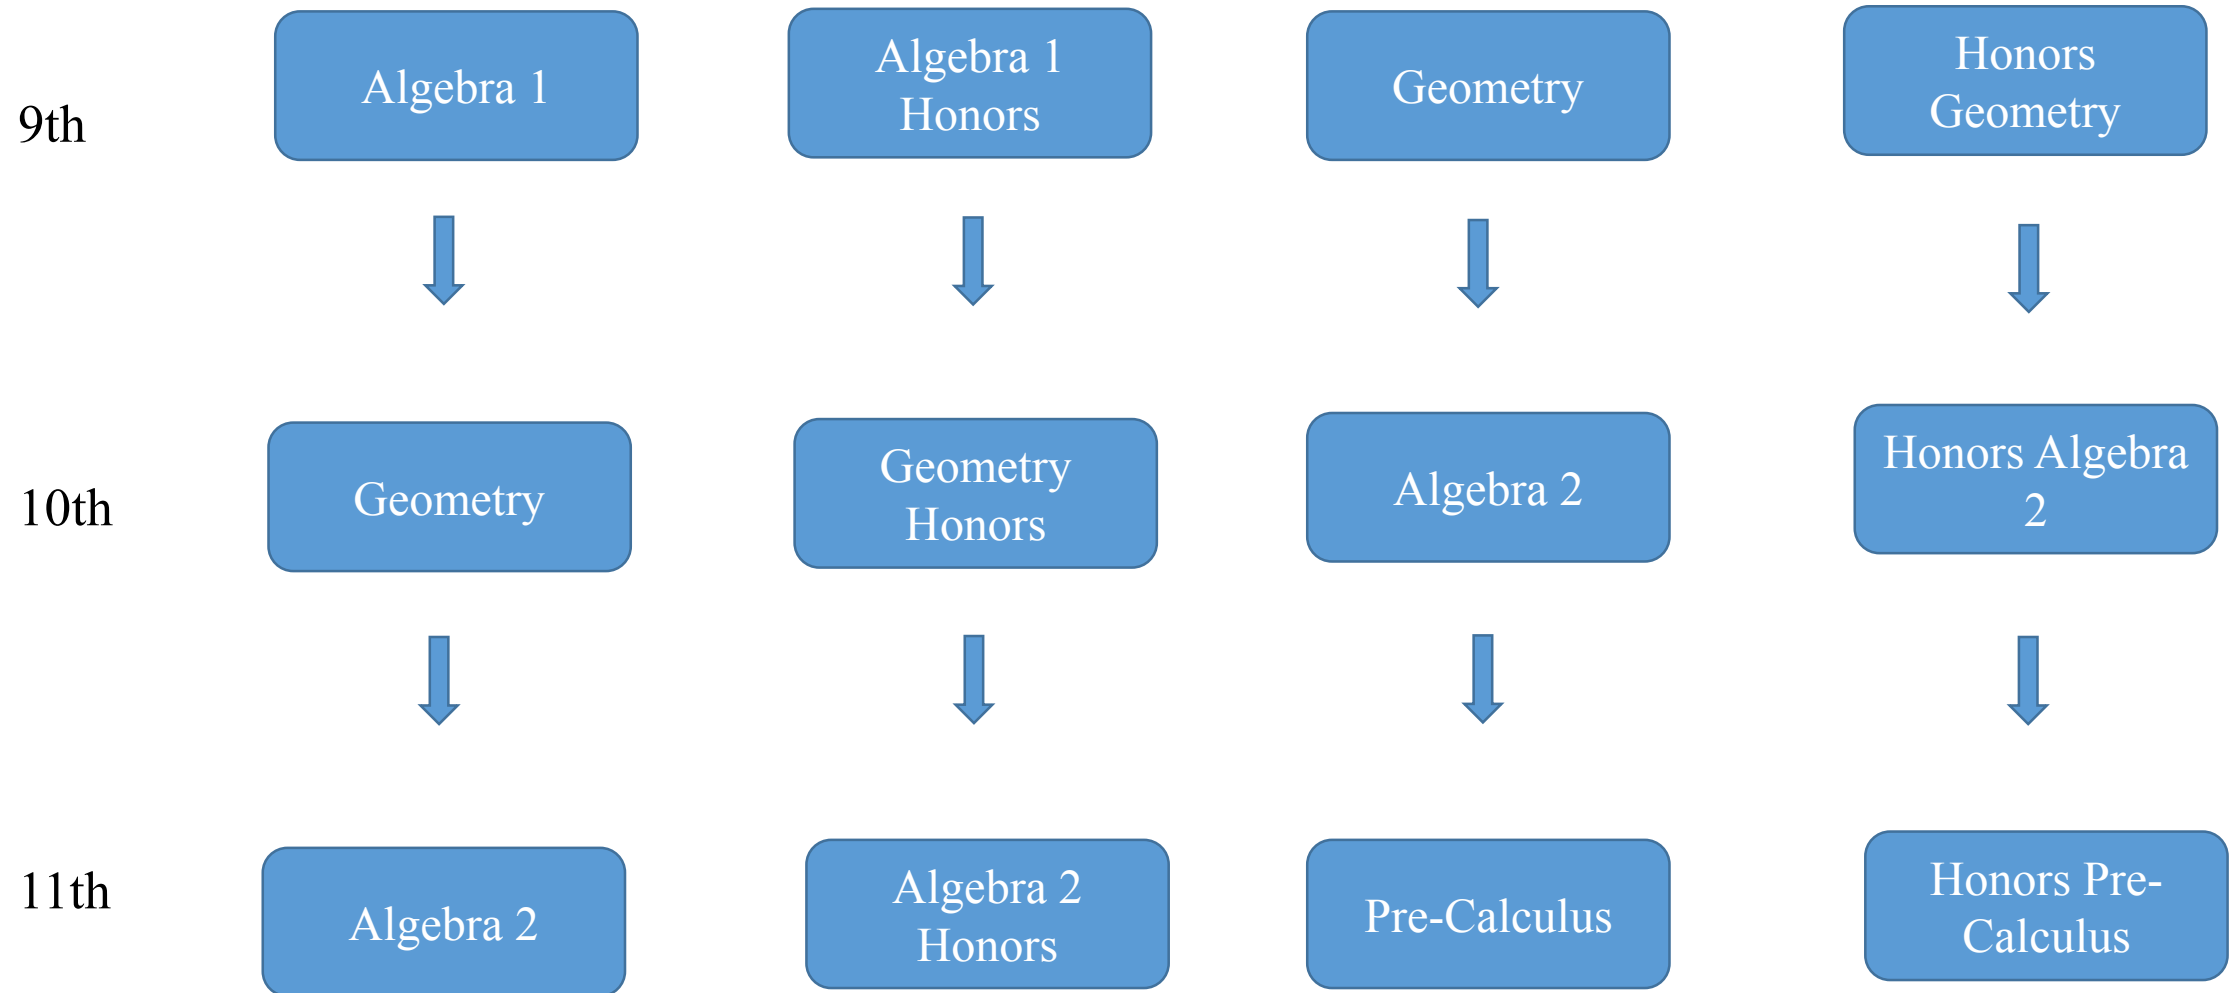 9th
Algebra 1
Algebra 1
Honors
Geometry
Honors
Geometry
10th
Geometry
Geometry
Honors
Algebra 2
Honors Algebra
2
11th
Algebra 2
Algebra 2
Honors
Pre-Calculus
Honors Pre-
Calculus